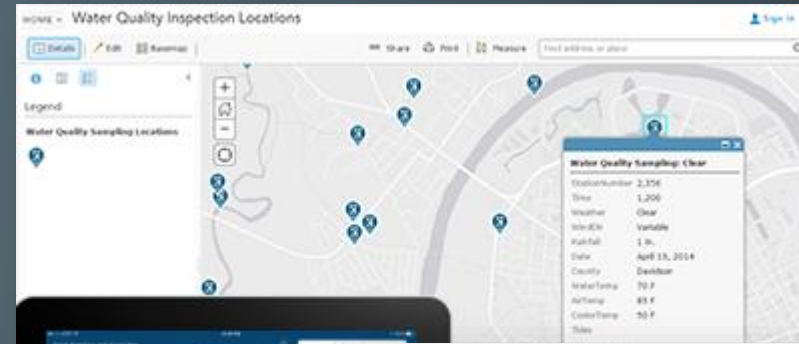 HOME Water Quality Inspection Locations
Sign In
Details Edit Basemap Share Print Measure Find address or place
Legend
Water Quality Sampling Locations
Water Quality Sampling: Clear
StationNumber 2,356
Time 1,200
Weather Clear
WindDir Variable
Rainfall 1 in.
Date April 15, 2014
County Davidson
WaterTemp 70 F
AirTemp 85 F
CoolerTemp 50 F
Tides